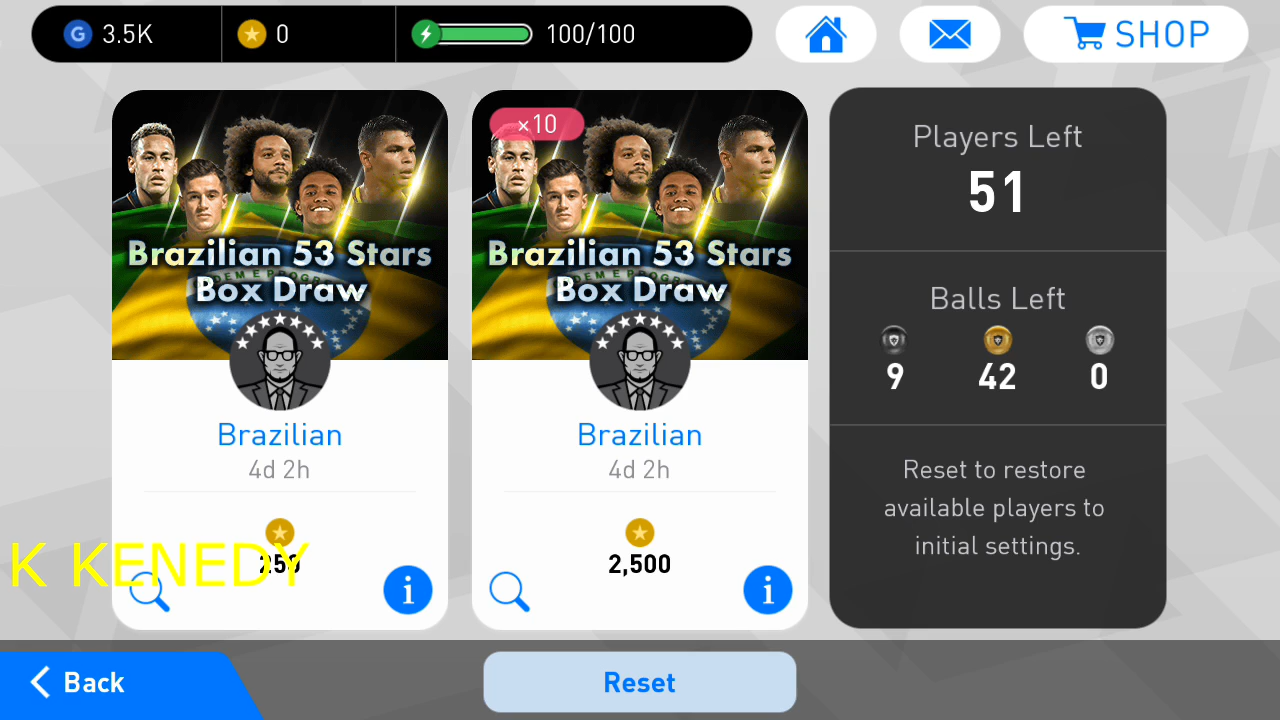 G 3.5K
0
100/100
SHOP
Brazilian 53 Stars
Box Draw
Brazilian
4d 2h
250
×10
Brazilian 53 Stars
Box Draw
Brazilian
4d 2h
2,500
Players Left
51
Balls Left
9 42 0
Reset to restore
available players to
initial settings.
K KENEDY
Back
Reset